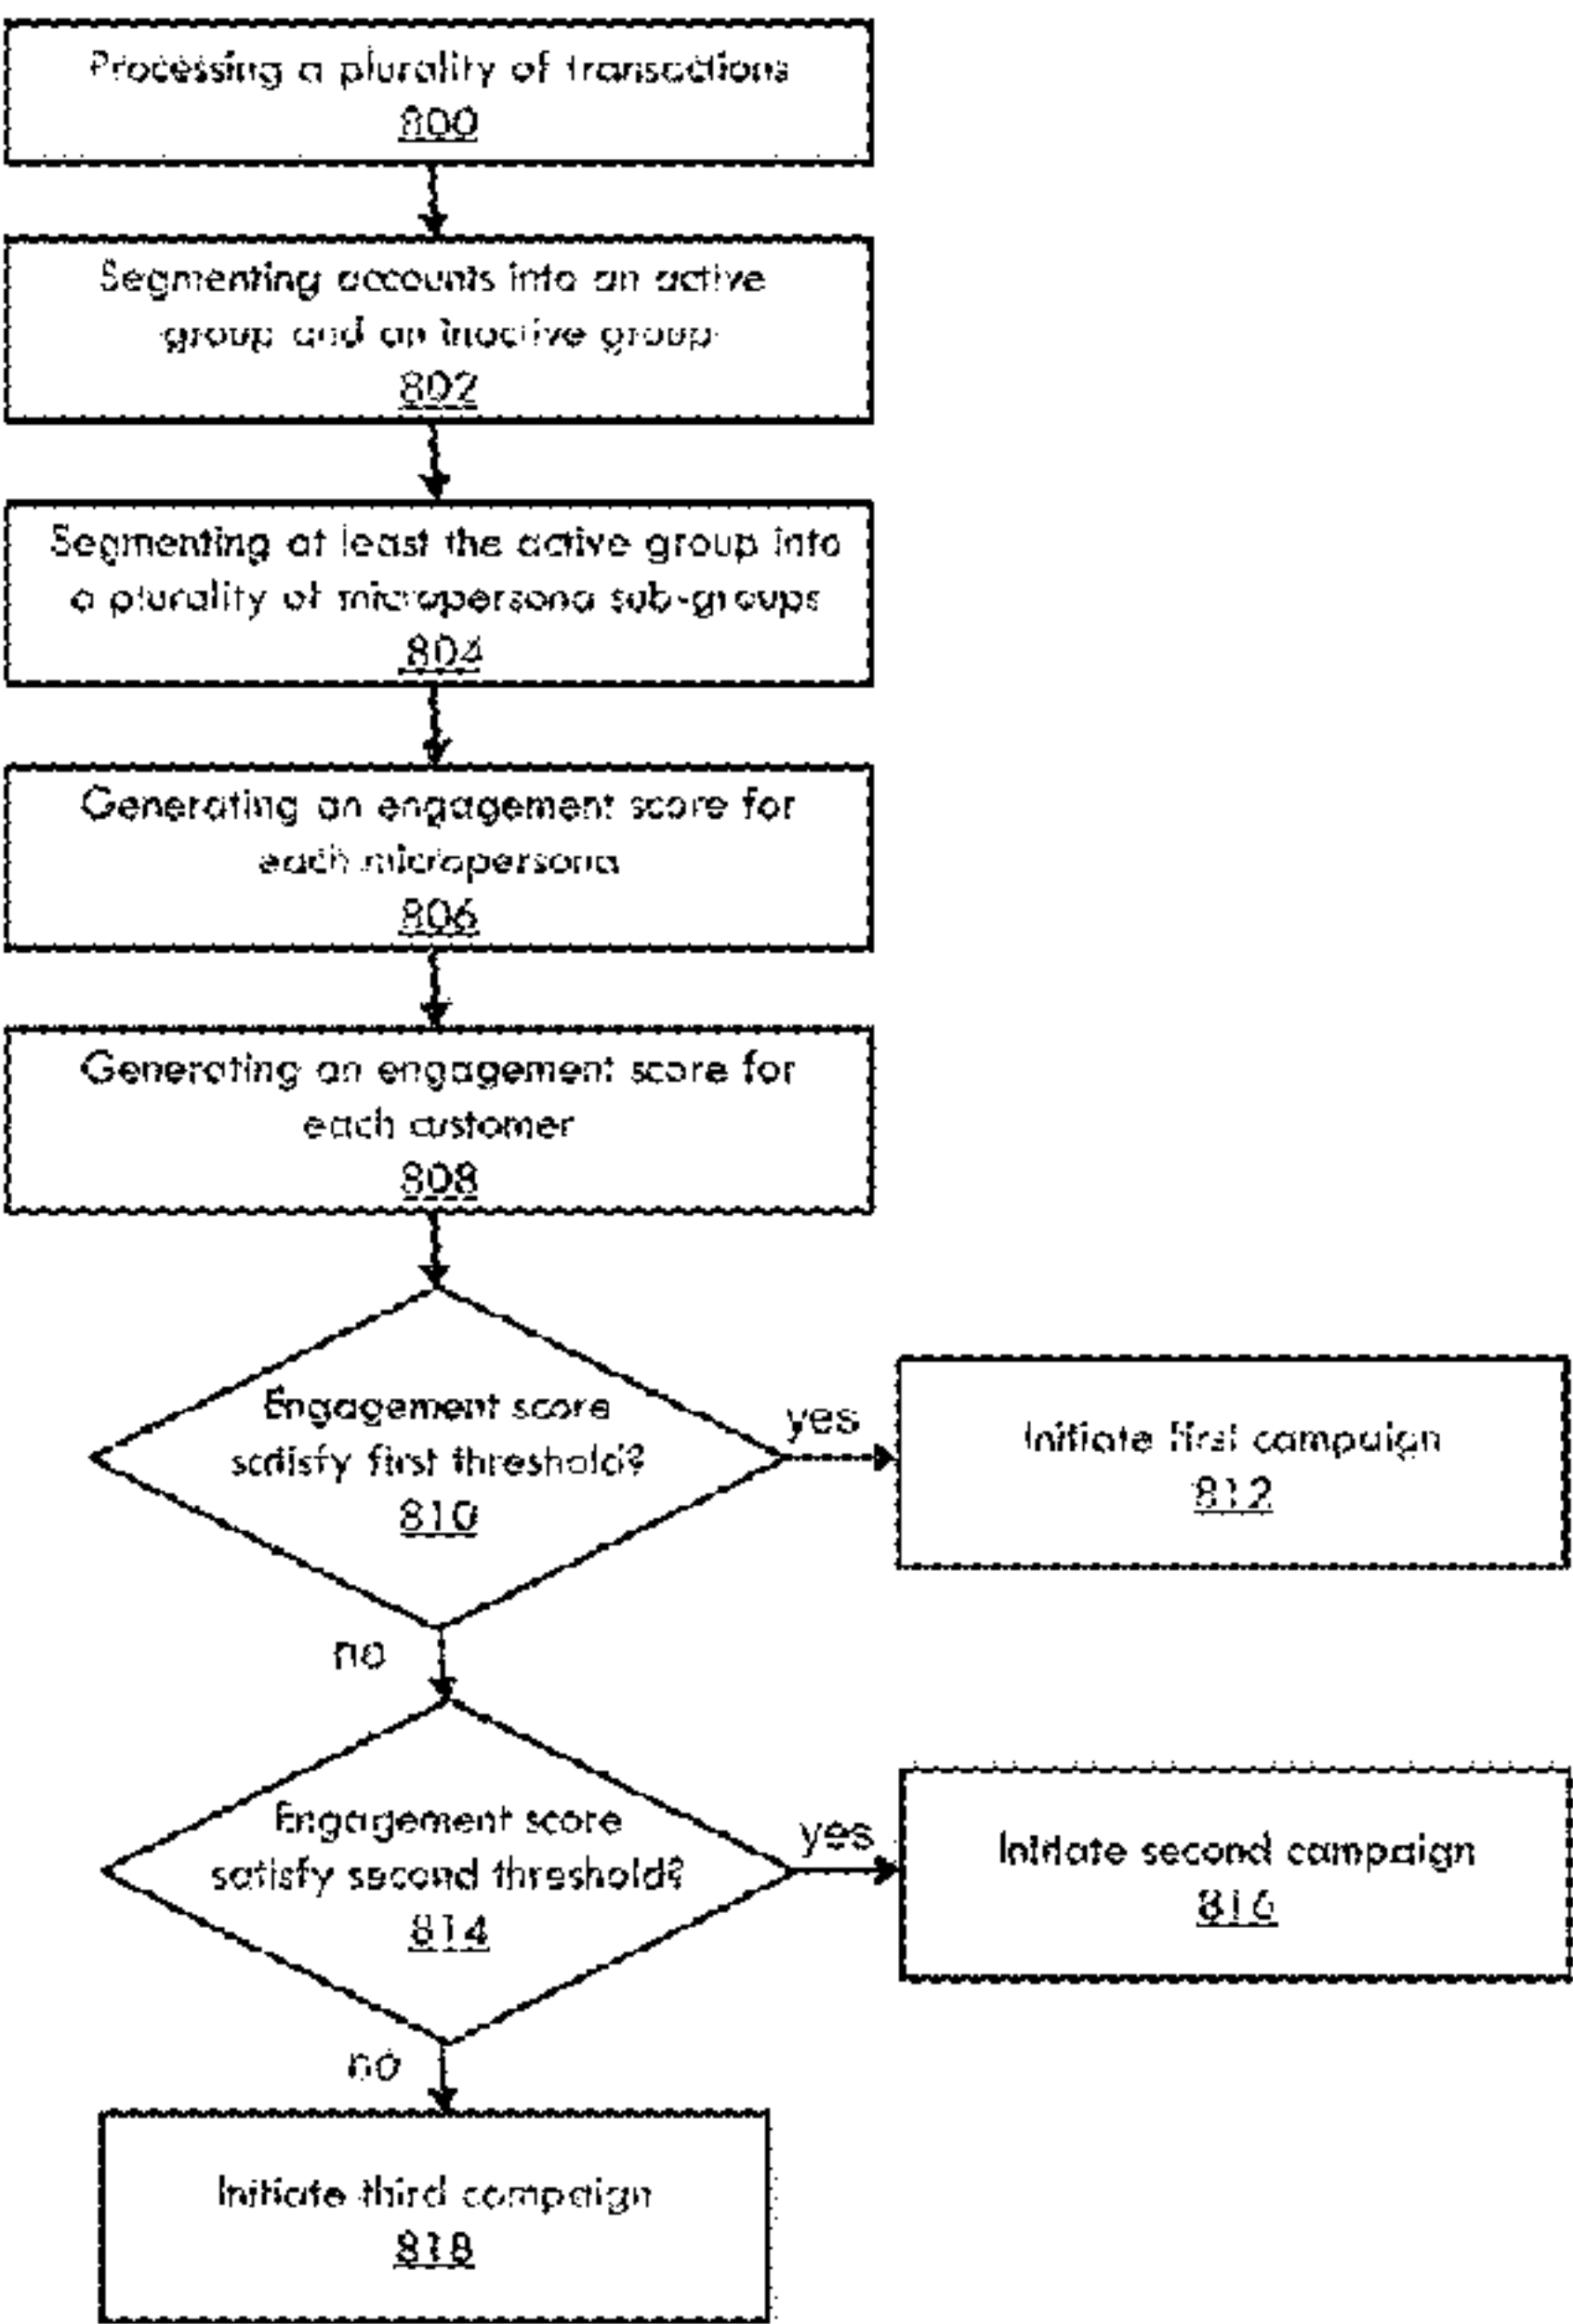 Processing a plurality of transactions
800
Segmenting accounts into an active
group and an inactive group
802
Segmenting at least the active group into
a plurality of micropersona sub-groups
804
Generating an engagement score for
each micropersona
806
Generating an engagement score for
each customer
808
Engagement score
satisfy first threshold?
810
yes
Initiate first campaign
812
no
Engagement score
satisfy second threshold?
814
yes
Initiate second campaign
816
no
Initiate third campaign
818